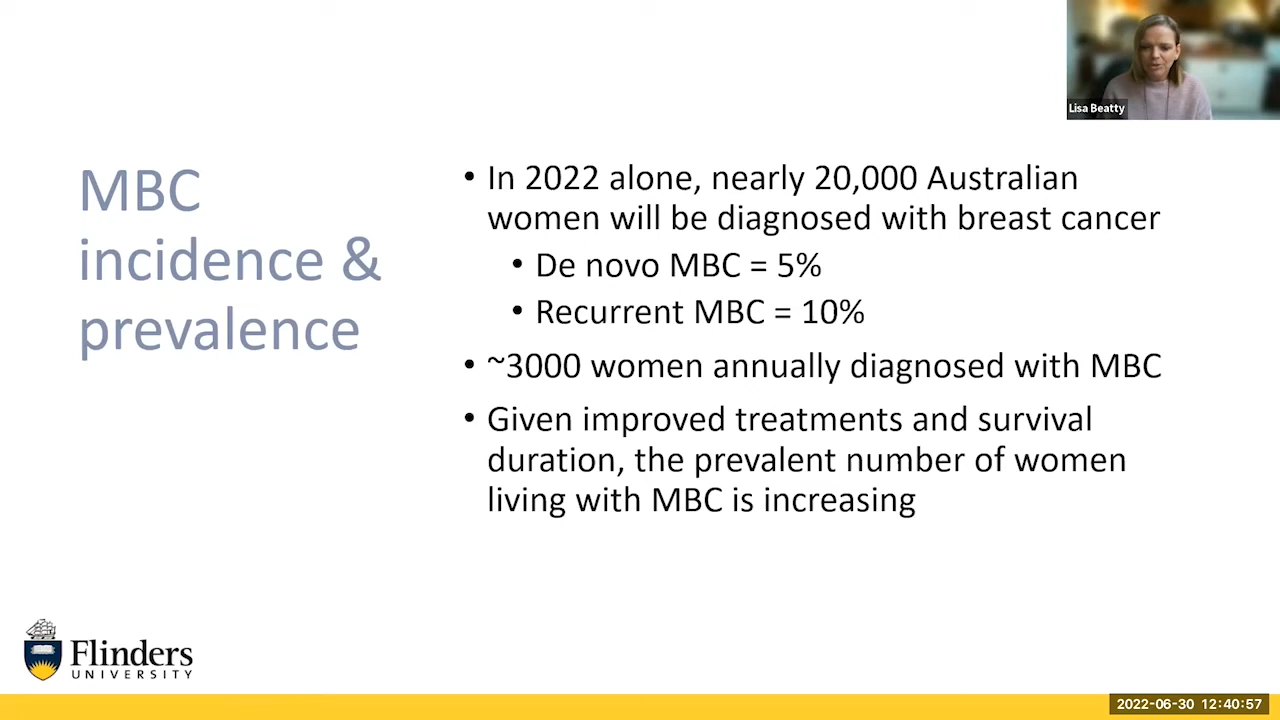 Lisa Beatty
MBC
incidence &
prevalence
• In 2022 alone, nearly 20,000 Australian
women will be diagnosed with breast cancer
• De novo MBC = 5%
• Recurrent MBC = 10%
• ~3000 women annually diagnosed with MBC
• Given improved treatments and survival
duration, the prevalent number of women
living with MBC is increasing
Flinders
UNIVERSITY
2022-06-30 12:40:57